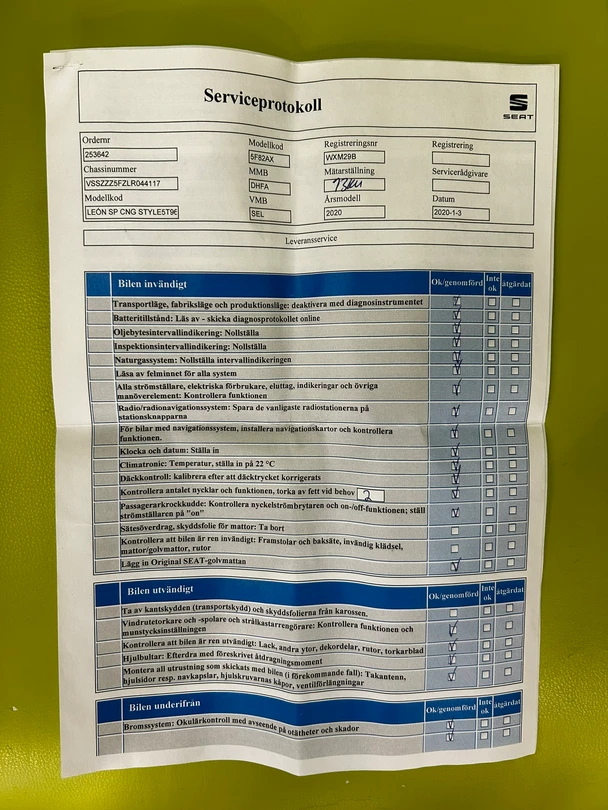 Serviceprotokoll
SEAT
Ordernr
253642
Modellkod
5F82AX
Registreringsnr
WXM29B
Registrering
Chassinummer
VSSZZZ5FZLR044117
MMB
DHFA
Mätarställning
Servicerådgivare
Modellkod
LEÓN SP CNG STYLE5T9E
VMB
SEL
Årsmodell
2020
Datum
2020-1-3
Leveransservice
Bilen invändigt
Ok/genomförd
Inte ok
åtgärdat
Transportläge, fabriksläge och produktionsläge: deaktivera med diagnosinstrumentet
Batteritillstånd: Läs av - skicka diagnosprotokollet online
Oljebytesintervallindikering: Nollställa
Inspektionsintervallindikering: Nollställa
Naturgassystem: Nollställa intervallindikeringen
Läsa av felminnet för alla system
Alla strömställare, elektriska förbrukare, eluttag, indikeringar och övriga
manöverelement: Kontrollera funktionen
Radio/radionavigationssystem: Spara de vanligaste radiostationerna på
stationsknapparna
För bilar med navigationssystem, installera navigationskartor och kontrollera
funktionen.
Klocka och datum: Ställa in
Climatronic: Temperatur, ställa in på 22 °C
Däckkontroll: kalibrera efter att däcktrycket korrigerats
Kontrollera antalet nycklar och funktionen, torka av fett vid behov 2
Passagerarkrockkudde: Kontrollera nyckelströmbrytaren och on-/off-funktionen; ställ
strömställaren på "on"
Sätesöverdrag, skyddsfolie för mattor: Ta bort
Kontrollera att bilen är ren invändigt: Framstolar och baksäte, invändig klädsel,
mattor/golvmattor, rutor
Lägg in Original SEAT-golvmattan
Bilen utvändigt
Ok/genomförd
Inte ok
åtgärdat
Ta av kantskydden (transportskydd) och skyddsfolierna från karossen.
Vindrutetorkare och -spolare och strålkastarrengörare: Kontrollera funktionen och
munstycksinställningen
Kontrollera att bilen är ren utvändigt: Lack, andra ytor, dekordelar, rutor, torkarblad
Hjulbultar: Efterdra med föreskrivet åtdragningsmoment
Montera all utrustning som skickats med bilen (i förekommande fall): Takantenn,
hjulsidor resp. navkapslar, hjulskruvarnas kåpor, ventilförlängningar
Bilen underifrån
Ok/genomförd
Inte ok
åtgärdat
Bromssystem: Okulärkontroll med avseende på otätheter och skador